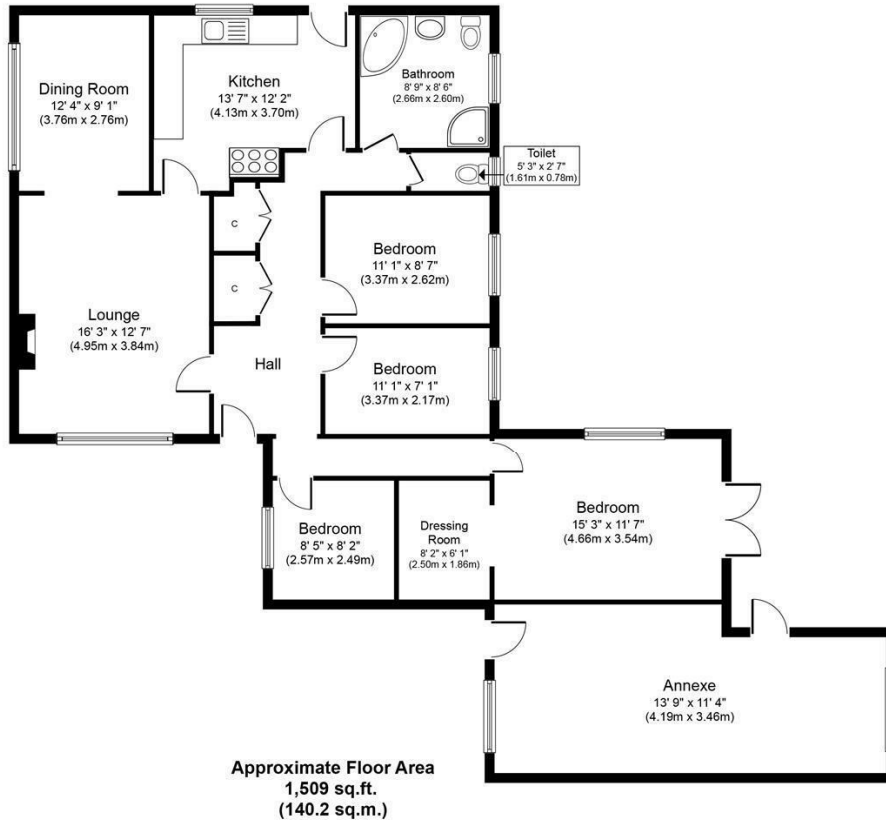 Dining Room
12' 4" x 9' 1"
(3.76m x 2.76m)
Kitchen
13' 7" x 12' 2"
(4.13m x 3.70m)
Bathroom
8' 9" x 8' 6"
(2.66m x 2.60m)
Toilet
5' 3" x 2' 7"
(1.61m x 0.78m)
C
C
Bedroom
11' 1" x 8' 7"
(3.37m x 2.62m)
Lounge
16' 3" x 12' 7"
(4.95m x 3.84m)
Hall
Bedroom
11' 1" x 7' 1"
(3.37m x 2.17m)
Bedroom
8' 5" x 8' 2"
(2.57m x 2.49m)
Dressing
Room
8' 2" x 6' 1"
(2.50m x 1.86m)
Bedroom
15' 3" x 11' 7"
(4.66m x 3.54m)
Annexe
13' 9" x 11' 4"
(4.19m x 3.46m)
Approximate Floor Area
1,509 sq.ft.
(140.2 sq.m.)